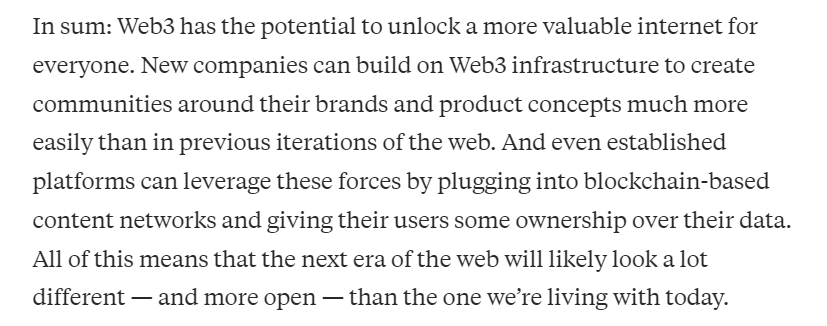 In sum: Web3 has the potential to unlock a more valuable internet for
everyone. New companies can build on Web3 infrastructure to create
communities around their brands and product concepts much more
easily than in previous iterations of the web. And even established
platforms can leverage these forces by plugging into blockchain-based
content networks and giving their users some ownership over their data.
All of this means that the next era of the web will likely look a lot
different — and more open — than the one we’re living with today.